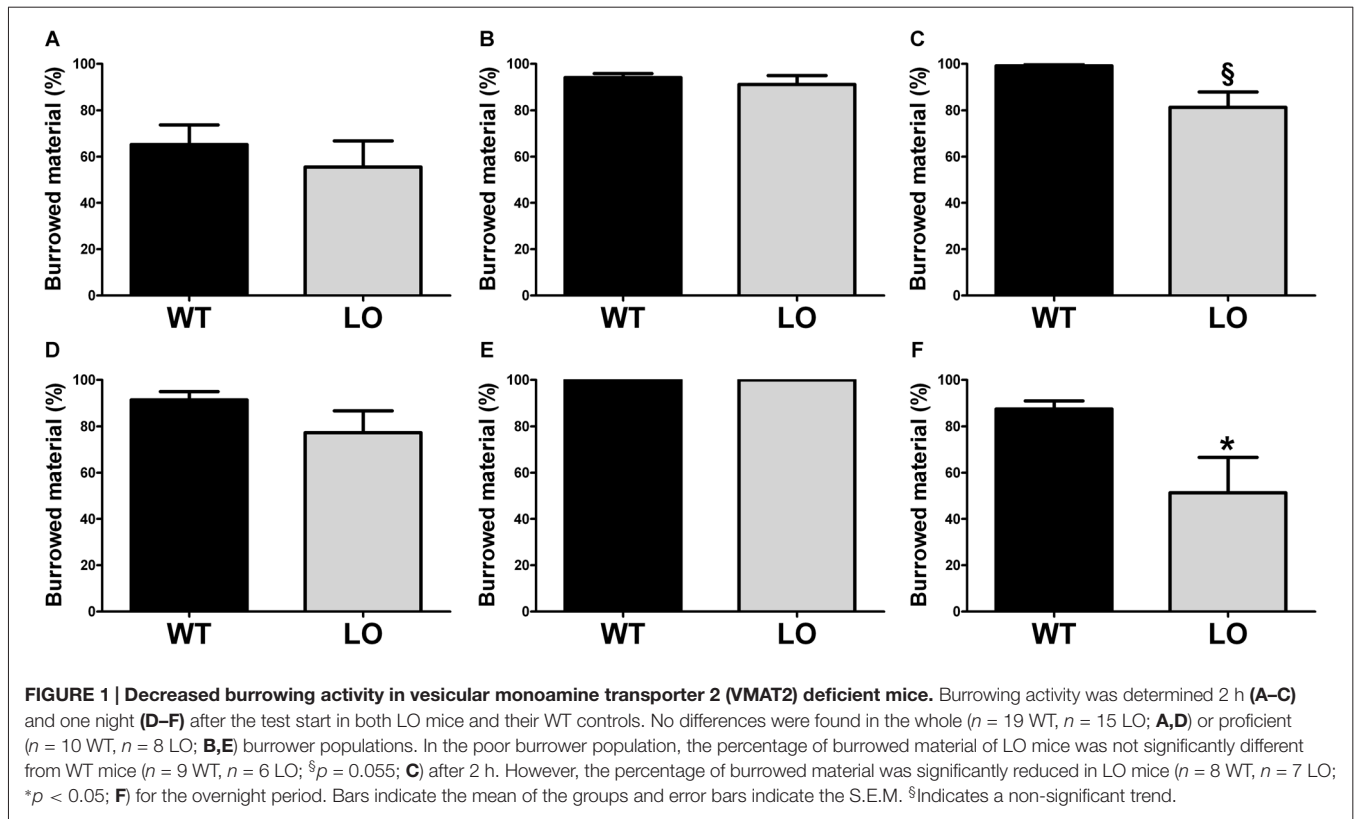 A
B
C
Burrowed material (%)
100
80
60
40
20
0
WT
LO
Burrowed material (%)
100
80
60
40
20
0
WT
LO
Burrowed material (%)
100
80
60
40
20
0
§
WT
LO
D
E
F
Burrowed material (%)
100
80
60
40
20
0
WT
LO
Burrowed material (%)
100
80
60
40
20
0
WT
LO
Burrowed material (%)
100
80
60
40
20
0
*
WT
LO
FIGURE 1 | Decreased burrowing activity in vesicular monoamine transporter 2 (VMAT2) deficient mice. Burrowing activity was determined 2 h (A–C)
and one night (D–F) after the test start in both LO mice and their WT controls. No differences were found in the whole (n = 19 WT, n = 15 LO; A,D) or proficient
(n = 10 WT, n = 8 LO; B,E) burrower populations. In the poor burrower population, the percentage of burrowed material of LO mice was not significantly different
from WT mice (n = 9 WT, n = 6 LO; §p = 0.055; C) after 2 h. However, the percentage of burrowed material was significantly reduced in LO mice (n = 8 WT, n = 7 LO;
*p < 0.05; F) for the overnight period. Bars indicate the mean of the groups and error bars indicate the S.E.M. §Indicates a non-significant trend.